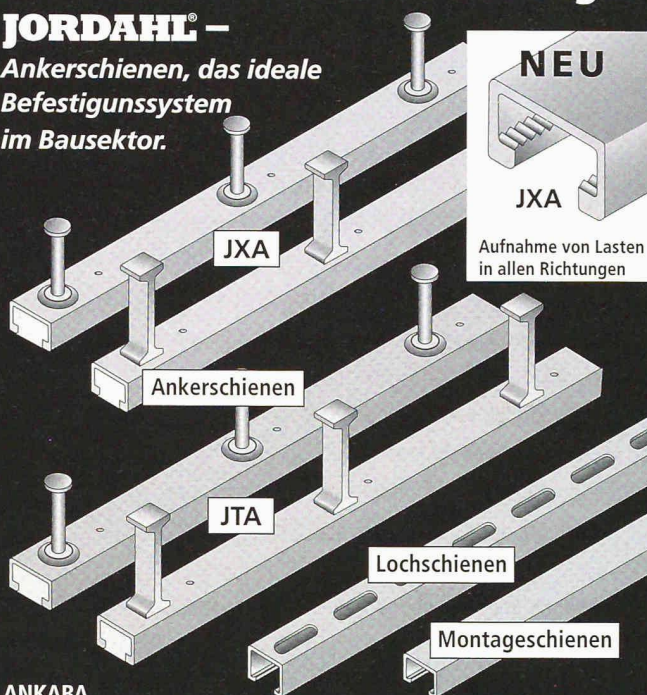 JORDAHL® –
Ankerschienen, das ideale
Befestigunssystem
im Bausektor.
NEU
JXA
Aufnahme von Lasten
in allen Richtungen
JXA
Ankerschienen
JTA
Lochschienen
Montageschienen